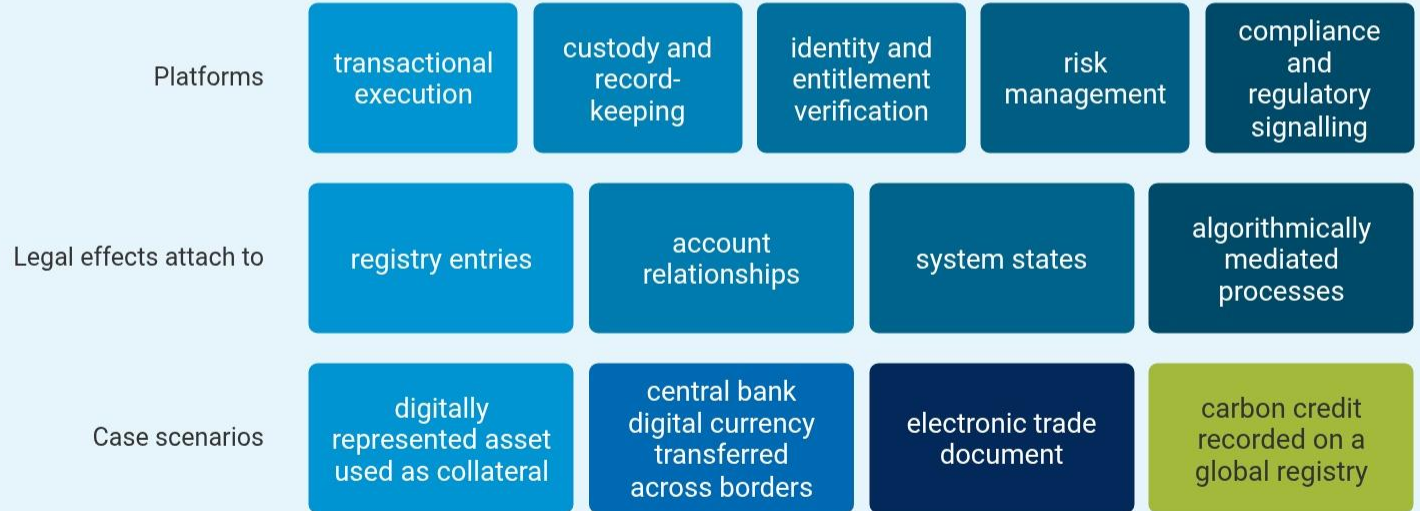 Platforms
transactional
execution
custody and
record-
keeping
identity and
entitlement
verification
risk
management
compliance
and
regulatory
signalling
Legal effects attach to
registry entries
account
relationships
system states
algorithmically
mediated
processes
Case scenarios
digitally
represented asset
used as collateral
central bank
digital currency
transferred
across borders
electronic trade
document
carbon credit
recorded on a
global registry